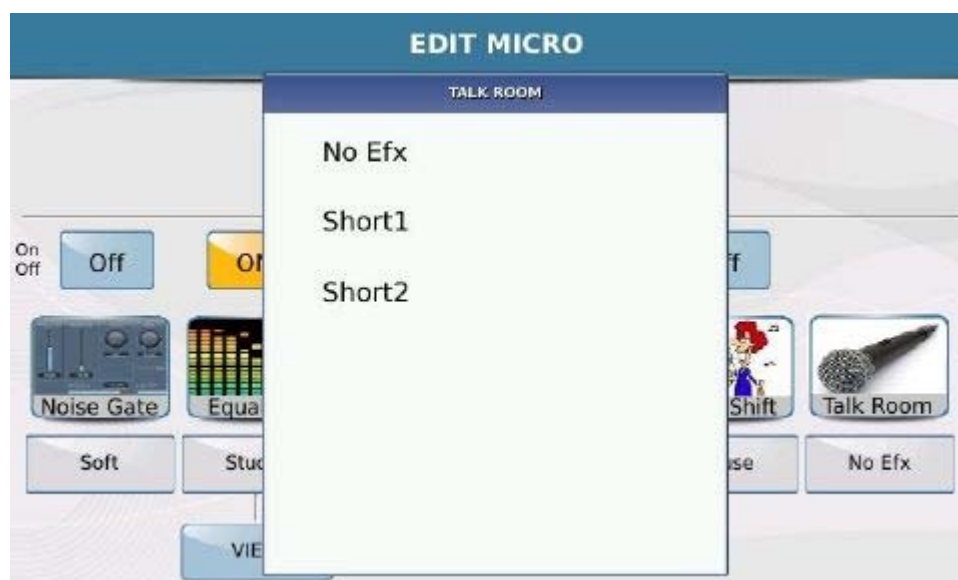 EDIT MICRO
TALK ROOM
No Efx
Short1
Short2
On
Off
Off
Noise Gate
Shift
Talk Room
Soft
No Efx